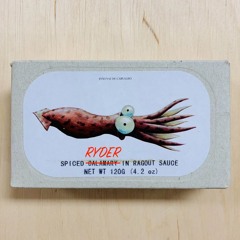 RYDER
SPICED CALAMARY IN RAGOUT SAUCE
NET WT 120G (4.2 oz)